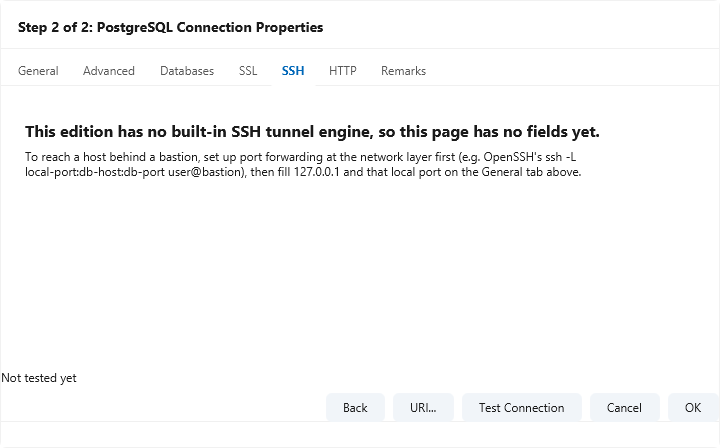 Step 2 of 2: PostgreSQL Connection Properties
General Advanced Databases SSL SSH HTTP Remarks
This edition has no built-in SSH tunnel engine, so this page has no fields yet.
To reach a host behind a bastion, set up port forwarding at the network layer first (e.g. OpenSSH's ssh -L
local-port:db-host:db-port user@bastion), then fill 127.0.0.1 and that local port on the General tab above.
Not tested yet
Back URI... Test Connection Cancel OK